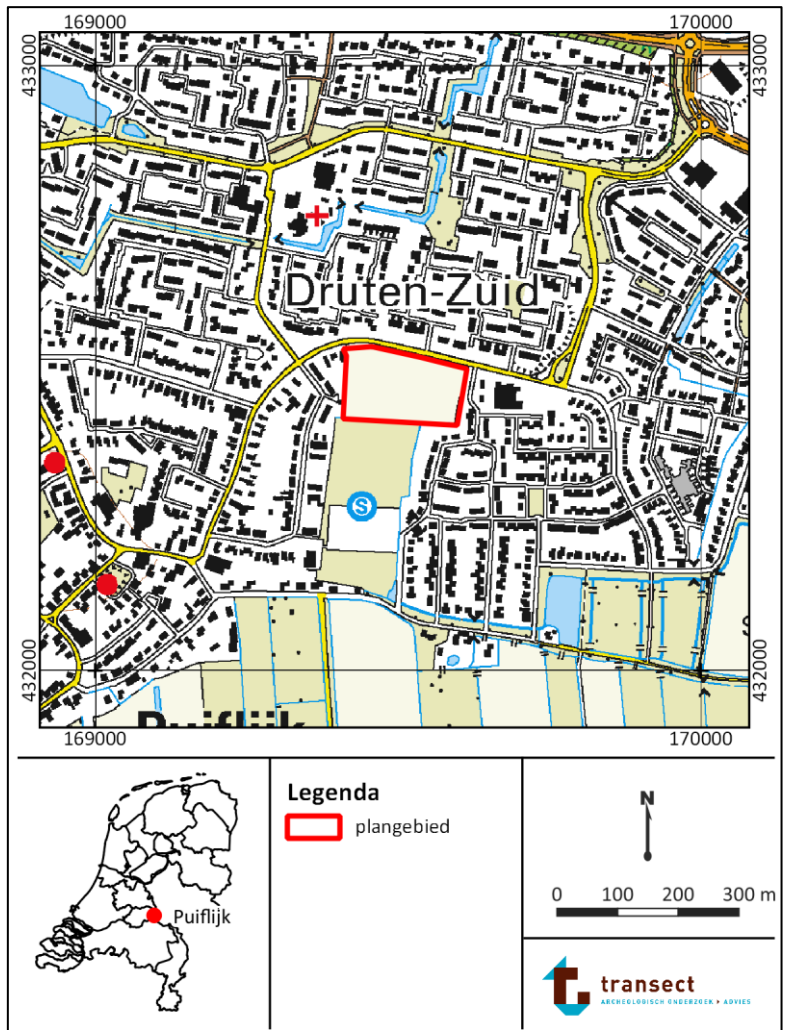 169000 170000
433000 433000
Druten-Zuid
S
432000 432000
Puiflijk
169000 170000
Puiflijk
Legenda
plangebied
N
0 100 200 300 m
transect
ARCHEOLOGISCH ONDERZOEK ▸ ADVIES